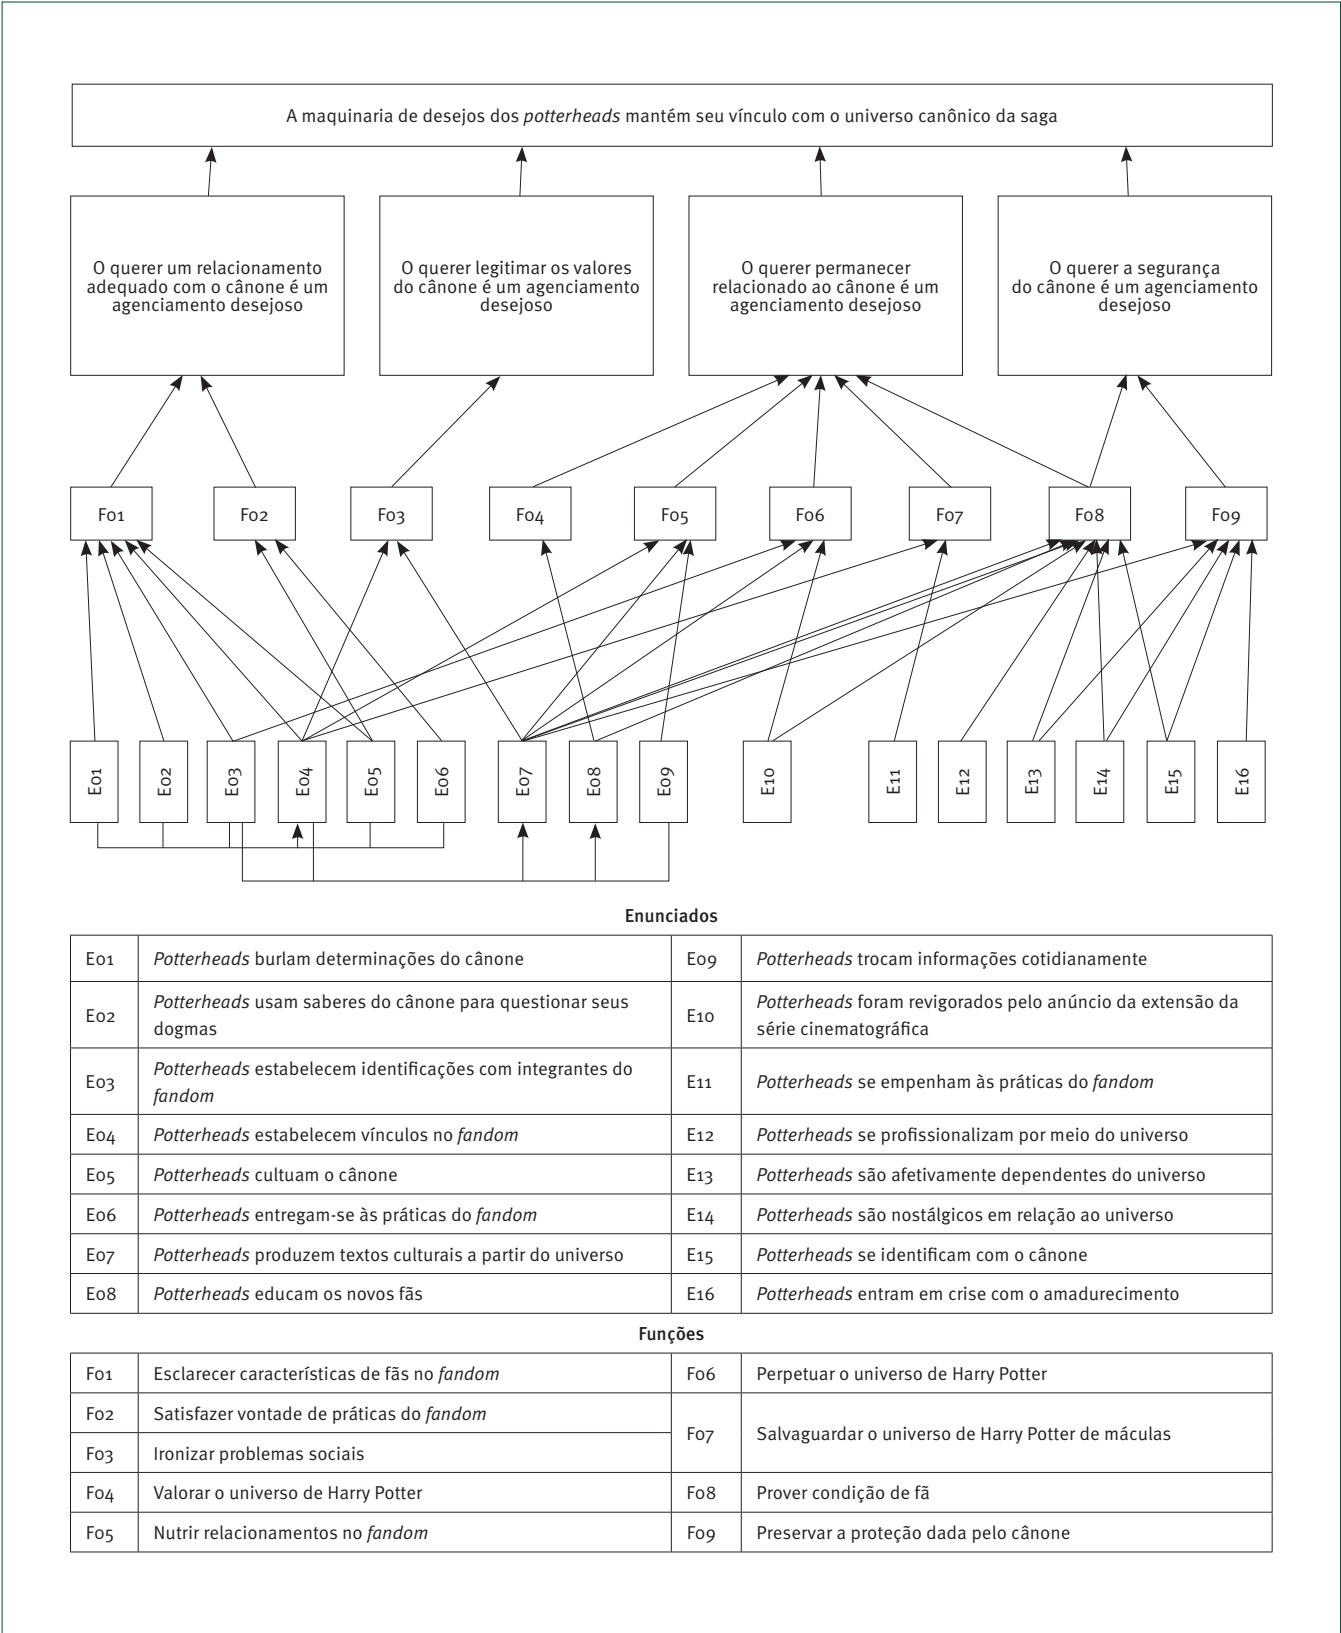 A maquinaria de desejos dos potterheads mantém seu vínculo com o universo canônico da saga
O querer um relacionamento
adequado com o cânone é um
agenciamento desejoso
O querer legitimar os valores
do cânone é um agenciamento
desejoso
O querer permanecer
relacionado ao cânone é um
agenciamento desejoso
O querer a segurança
do cânone é um agenciamento
desejoso
F01
F02
F03
F04
F05
F06
F07
F08
F09
E01
E02
E03
E04
E05
E06
E07
E08
E09
E10
E11
E12
E13
E14
E15
E16
Enunciados
E01
Potterheads burlam determinações do cânone
E09
Potterheads trocam informações cotidianamente
E02
Potterheads usam saberes do cânone para questionar seus
dogmas
E10
Potterheads foram revigorados pelo anúncio da extensão da
série cinematográfica
E03
Potterheads estabelecem identificações com integrantes do
fandom
E11
Potterheads se empenham às práticas do fandom
E04
Potterheads estabelecem vínculos no fandom
E12
Potterheads se profissionalizam por meio do universo
E05
Potterheads cultuam o cânone
E13
Potterheads são afetivamente dependentes do universo
E06
Potterheads entregam-se às práticas do fandom
E14
Potterheads são nostálgicos em relação ao universo
E07
Potterheads produzem textos culturais a partir do universo
E15
Potterheads se identificam com o cânone
E08
Potterheads educam os novos fãs
E16
Potterheads entram em crise com o amadurecimento
Funções
F01
Esclarecer características de fãs no fandom
F06
Perpetuar o universo de Harry Potter
F02
Satisfazer vontade de práticas do fandom
F07
Salvaguardar o universo de Harry Potter de máculas
F03
Ironizar problemas sociais
F04
Valorar o universo de Harry Potter
F08
Prover condição de fã
F05
Nutrir relacionamentos no fandom
F09
Preservar a proteção dada pelo cânone